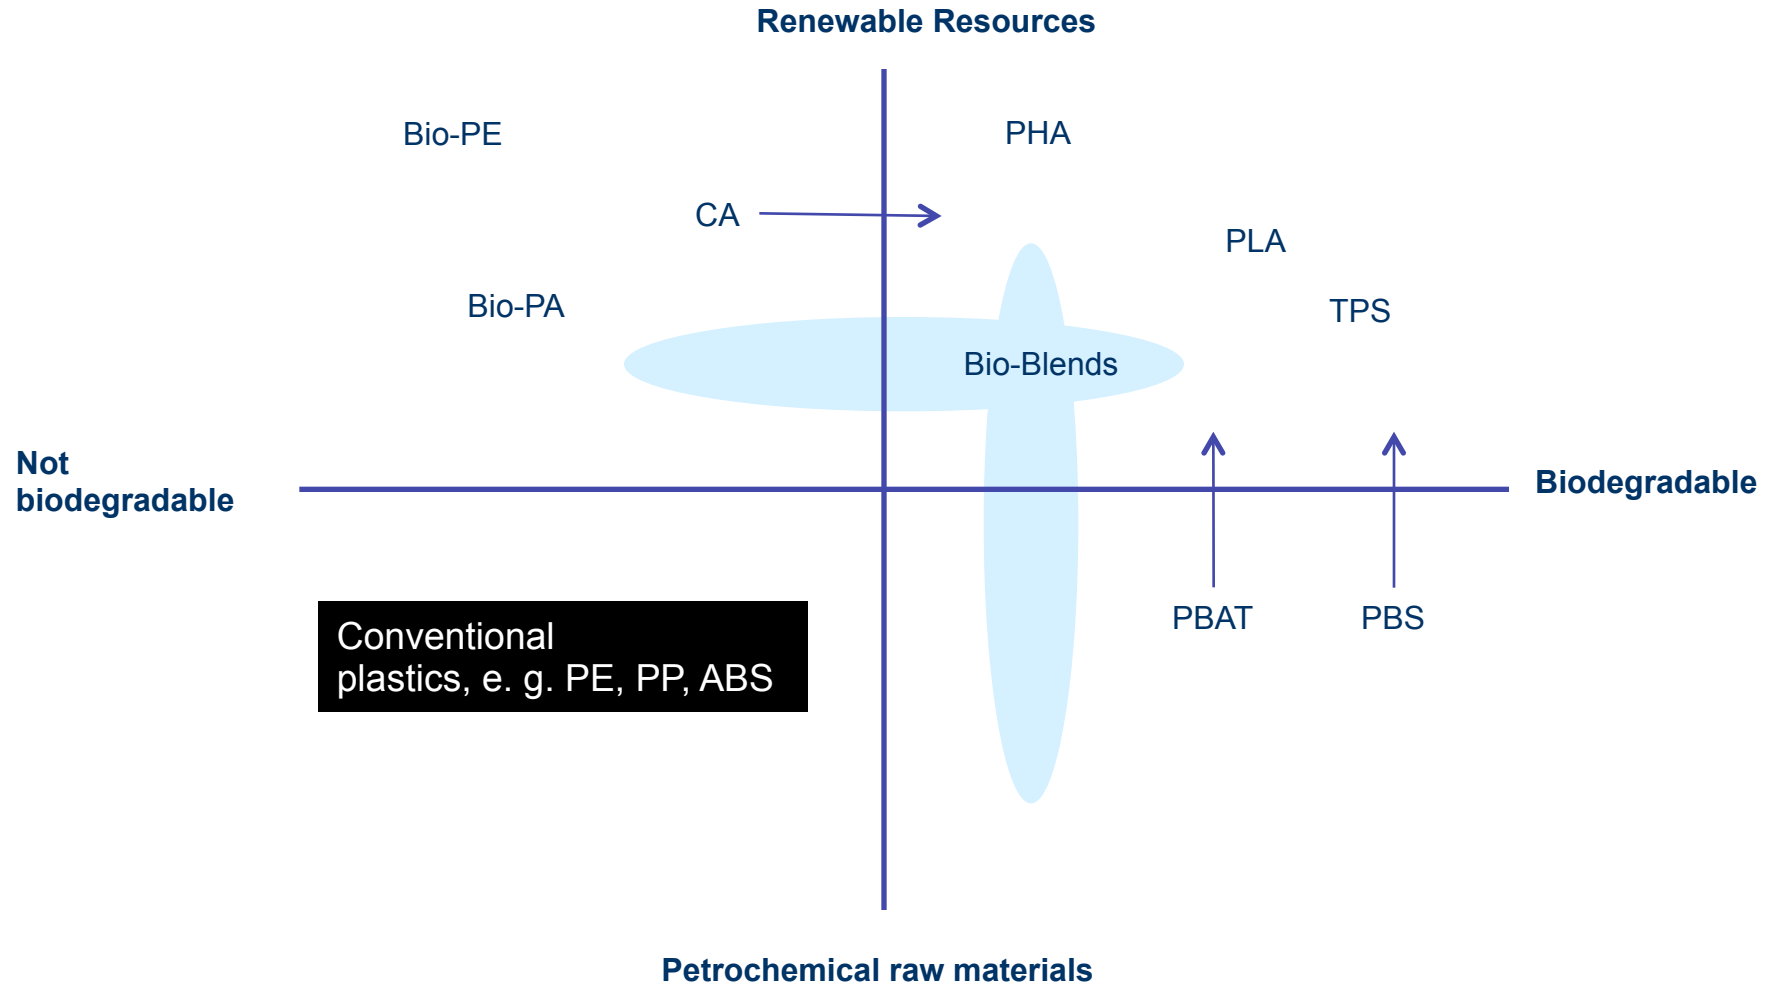 Renewable Resources
Bio-PE
PHA
CA
PLA
Bio-PA
TPS
Bio-Blends
Not
biodegradable
Biodegradable
Conventional
plastics, e. g. PE, PP, ABS
PBAT
PBS
Petrochemical raw materials